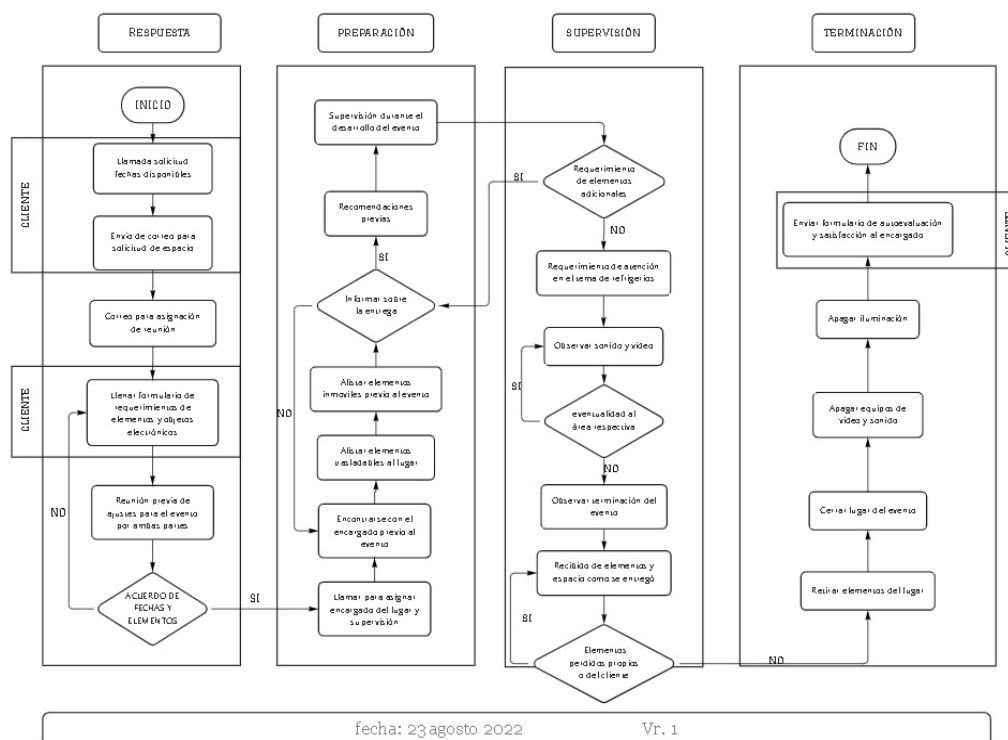 RESPUESTA
PREPARACIÓN
SUPERVISIÓN
TERMINACIÓN
INICIO
CLIENTE
Llamada solicitud
fechas disponibles
Envío de correo para
solicitud de espacio
Correo para asignación
de reunión
CLIENTE
Llenar formulario de
requerimientos de
elementos y objetos
electrónicos
Reunión previa de
ajustes para el evento
por ambas partes
NO
ACUERDO DE
FECHAS Y
ELEMENTOS
SI
Supervisión durante el
desarrollo del evento
Recomendaciones
previas
SI
Informar sobre
la entrega
NO
Alistar elementos
inmoviles previo al evento
Alistar elementos
trasladables al lugar
Encontrarse con el
encargado previo al
evento
Llamar para asignar
encargado del lugar y
supervisión
Requerimiento
de elementos
adicionales
SI
NO
Requerimiento de atención
en el tema de refrigerios
Observar sonido y video
SI
eventualidad al
área respectiva
NO
Observar terminación del
evento
Recibido de elementos y
espacio como se entregó
SI
Elementos
perdidos propios
o del cliente
NO
FIN
Enviar formulario de autoevaluación
y satisfacción al encargado
CLIENTE
Apagar iluminación
Apagar equipos de
video y sonido
Cerrar lugar del evento
Retirar elementos del lugar
fecha: 23 agosto 2022
Vr. 1